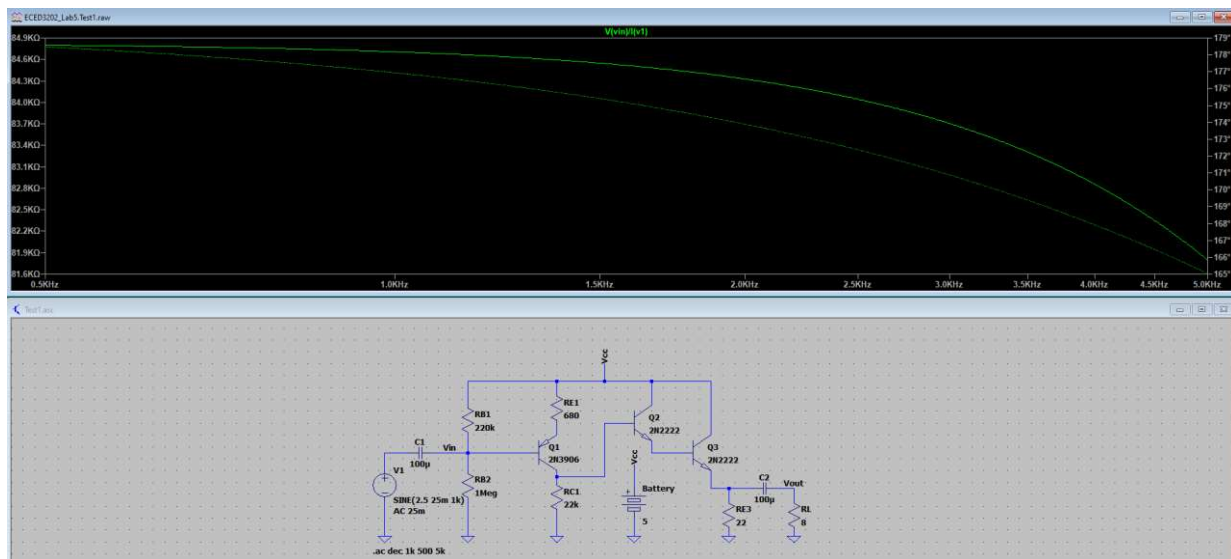 ECED3202_Lab5.Test1.raw
V(vin)/I(v1)
84.9KΩ
84.6KΩ
84.3KΩ
84.0KΩ
83.7KΩ
83.4KΩ
83.1KΩ
82.8KΩ
82.5KΩ
82.2KΩ
81.9KΩ
81.6KΩ
179°
178°
177°
176°
175°
174°
173°
172°
171°
170°
169°
168°
167°
166°
165°
0.5KHz 1.0KHz 1.5KHz 2.0KHz 2.5KHz 3.0KHz 3.5KHz 4.0KHz 4.5KHz 5.0KHz
Test1.asc
Vcc
RB1
220k
RE1
680
Q2
2N2222
Q3
2N2222
C1
100µ
Vin
Q1
2N3906
Vcc
V1
SINE(2.5 25m 1k)
AC 25m
RB2
1Meg
RC1
22k
Battery
5
C2
100µ
Vout
RE3
22
RL
8
.ac dec 1k 500 5k